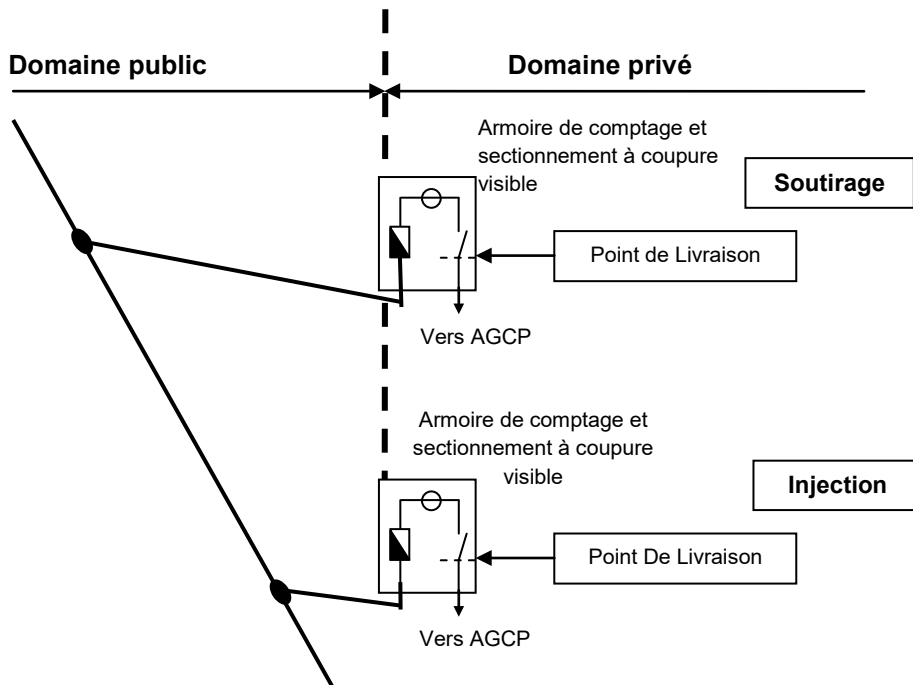 Domaine public
Domaine privé
Armoire de comptage et
sectionnement à coupure
visible
Soutirage
Point de Livraison
Vers AGCP
Armoire de comptage et
sectionnement à coupure
visible
Injection
Point De Livraison
Vers AGCP